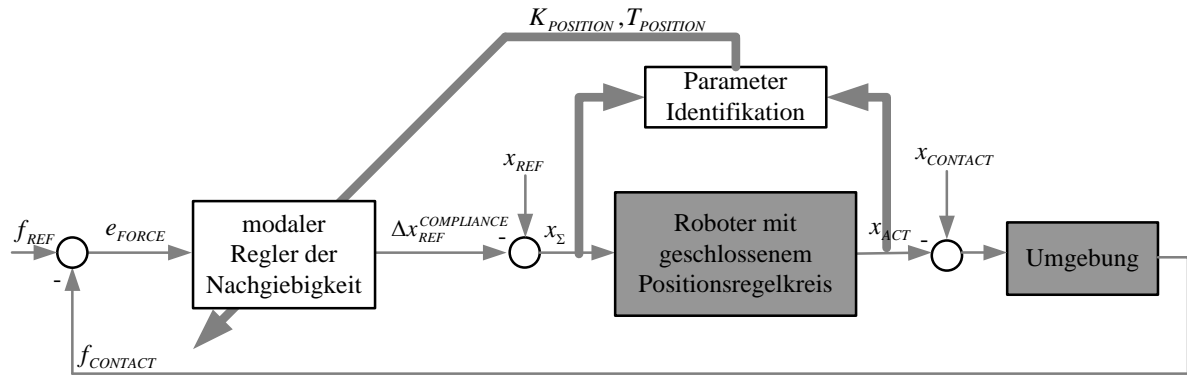 K_POSITION , T_POSITION
Parameter
Identifikation
x_REF
x_CONTACT
f_REF
e_FORCE
-
modaler
Regler der
Nachgiebigkeit
Δx_REF^COMPLIANCE
-
x_Σ
Roboter mit
geschlossenem
Positionsregelkreis
x_ACT
-
Umgebung
f_CONTACT